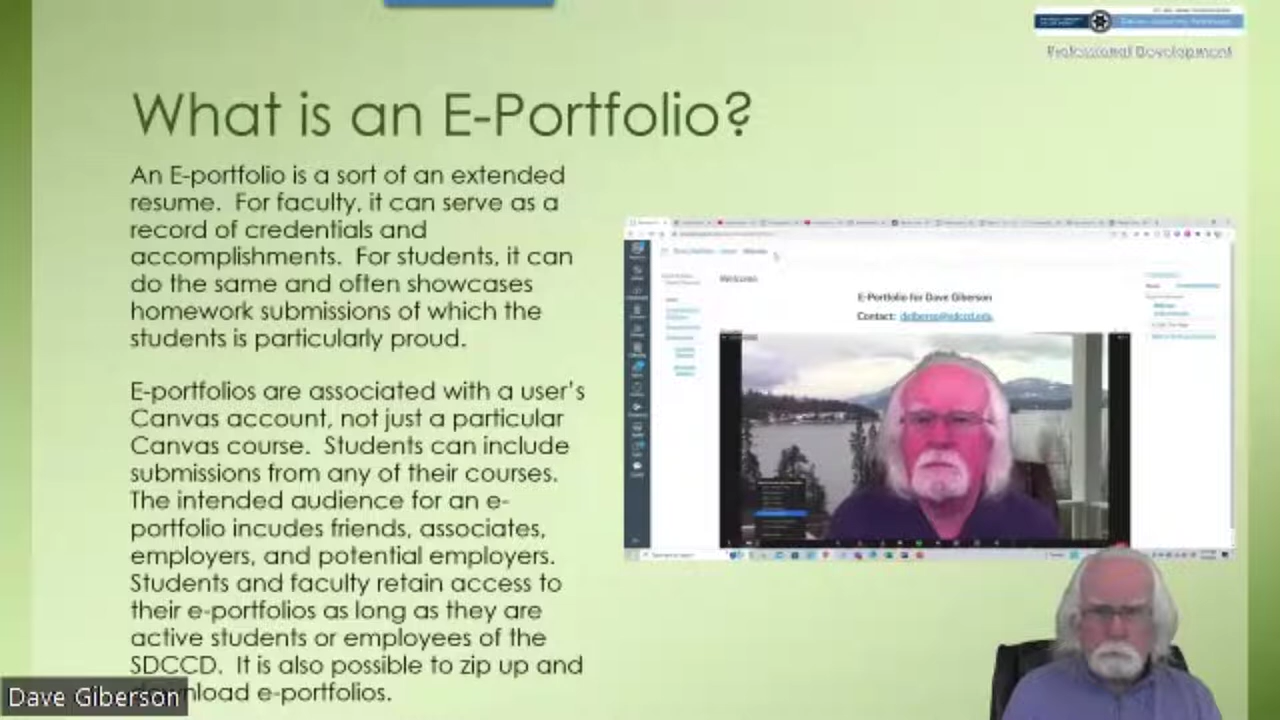 Professional Development
What is an E-Portfolio?
An E-portfolio is a sort of an extended
resume.  For faculty, it can serve as a
record of credentials and
accomplishments.  For students, it can
do the same and often showcases
homework submissions of which the
students is particularly proud.
E-portfolios are associated with a user's
Canvas account, not just a particular
Canvas course.  Students can include
submissions from any of their courses.
The intended audience for an e-
portfolio incudes friends, associates,
employers, and potential employers.
Students and faculty retain access to
their e-portfolios as long as they are
active students or employees of the
SDCCD.  It is also possible to zip up and
download e-portfolios.
Welcome
E-Portfolio for Dave Giberson
Contact:
Dave Giberson